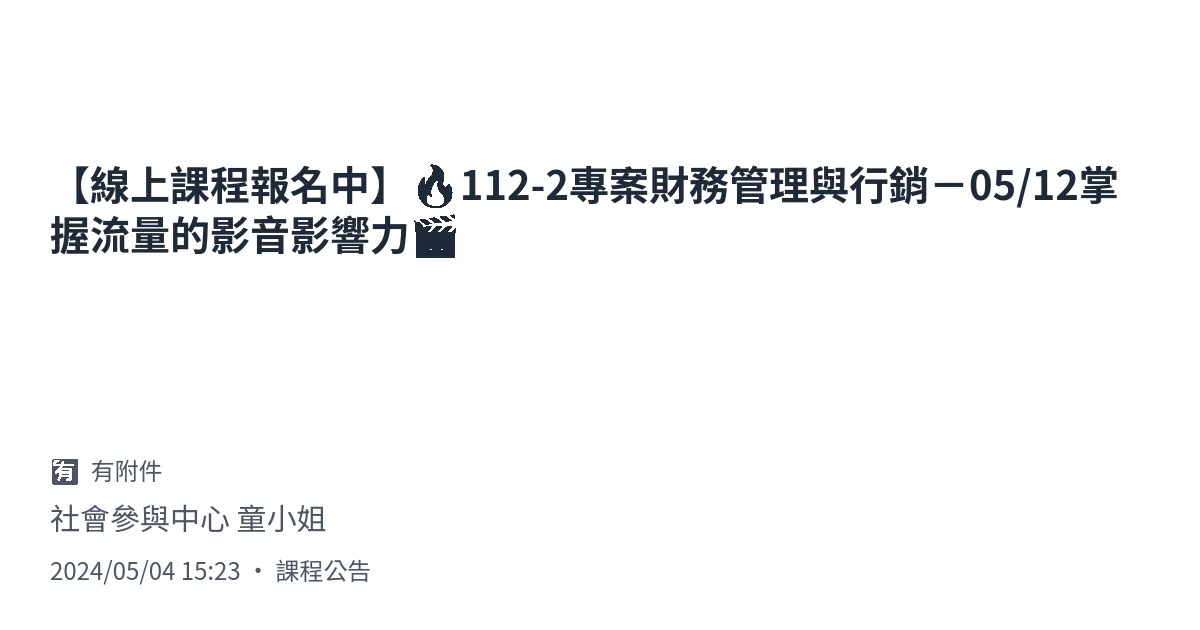 【線上課程報名中】🔥112-2專案財務管理與行銷－05/12掌
握流量的影音影響力🎬
🈶 有附件
社會參與中心 童小姐
2024/05/04 15:23 ・ 課程公告